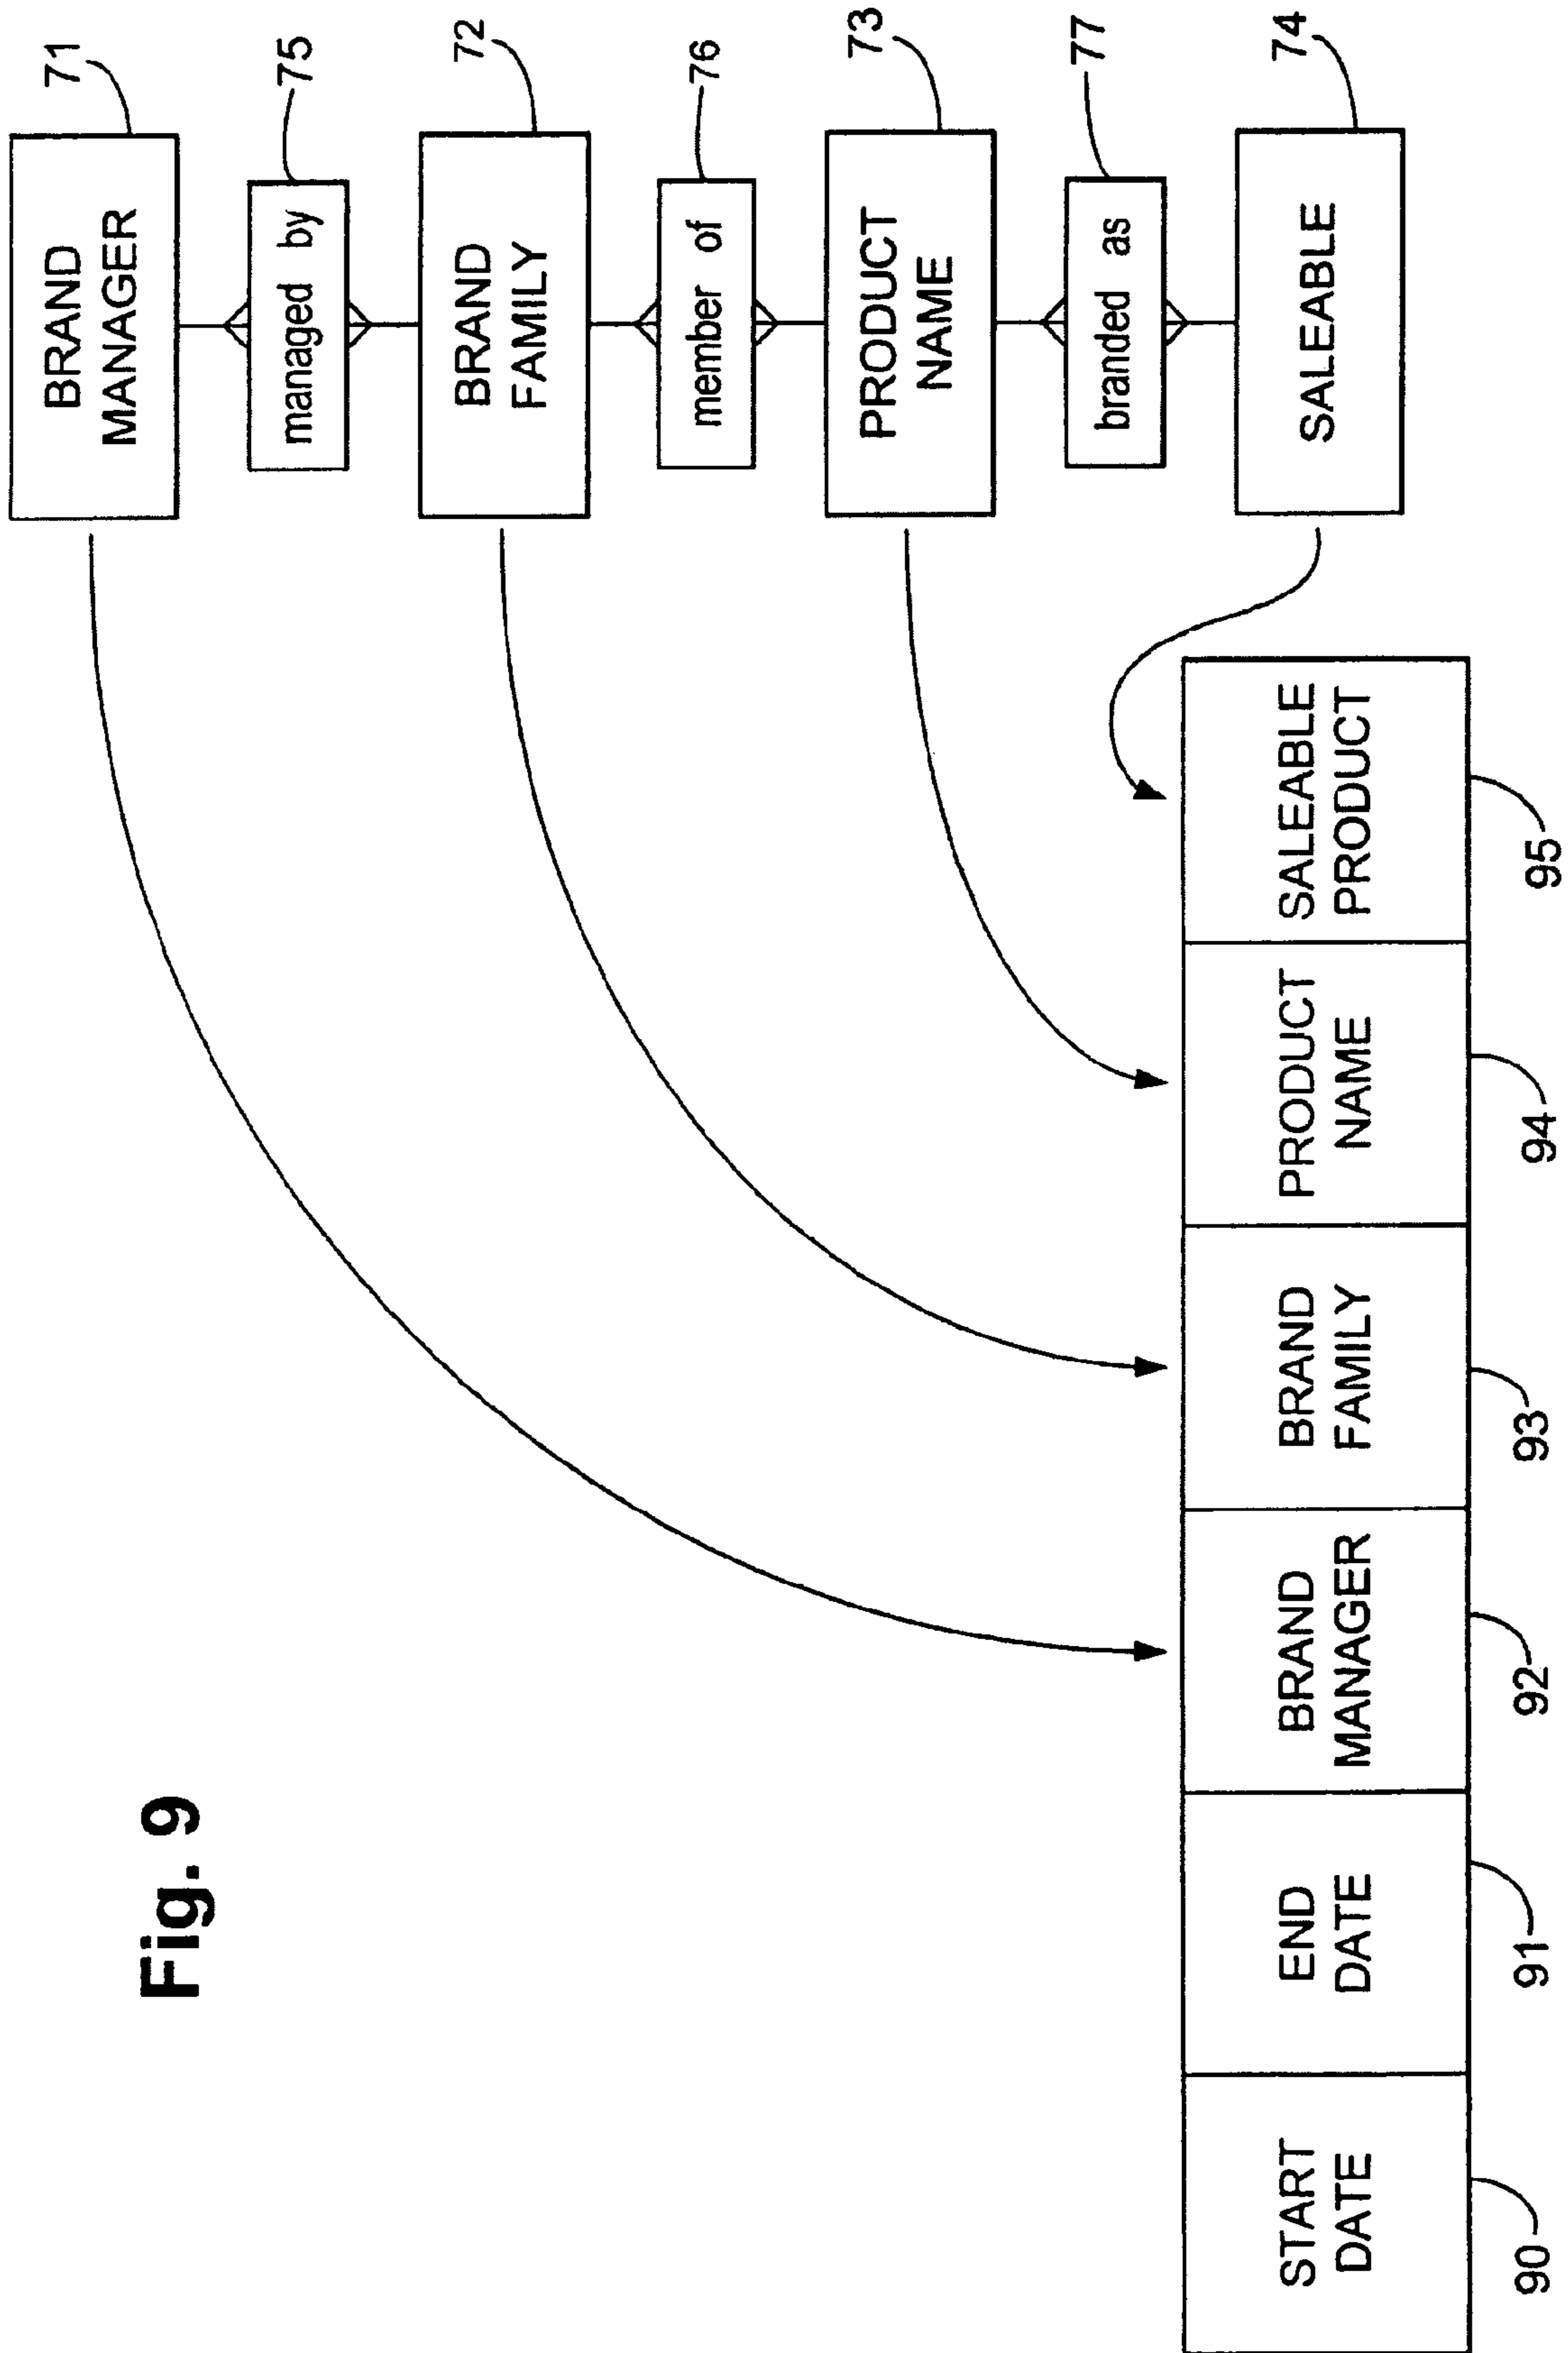 Fig. 9
BRAND
MANAGER
71
managed by
75
BRAND
FAMILY
72
member of
76
PRODUCT
NAME
73
branded as
77
SALEABLE
74
START
DATE
END
DATE
BRAND
MANAGER
BRAND
FAMILY
PRODUCT
NAME
SALEABLE
PRODUCT
90
91
92
93
94
95